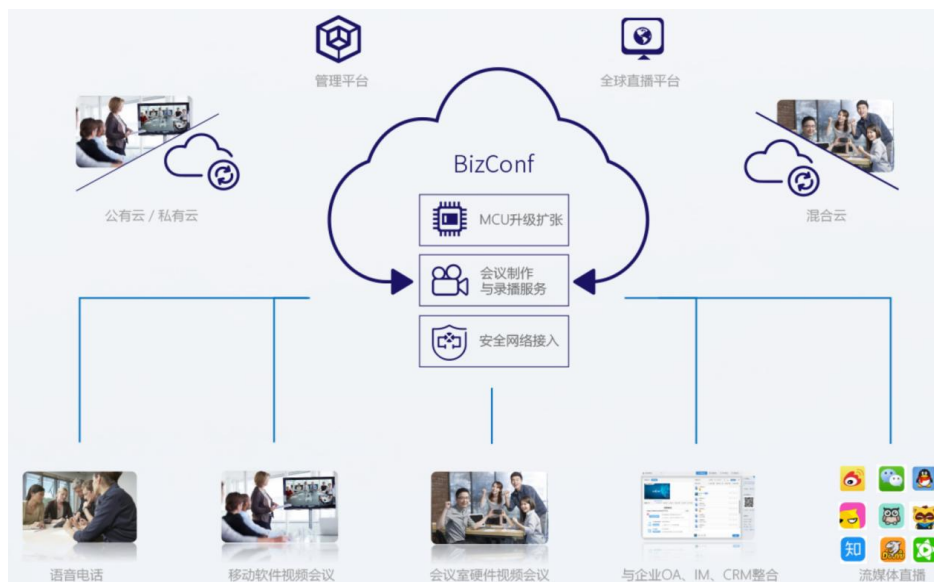 管理平台
全球直播平台
BizConf
公有云 / 私有云
混合云
MCU升级扩张
会议制作
与录播服务
安全网络接入
知
语音电话
移动软件视频会议
会议室硬件视频会议
与企业OA、IM、CRM整合
流媒体直播